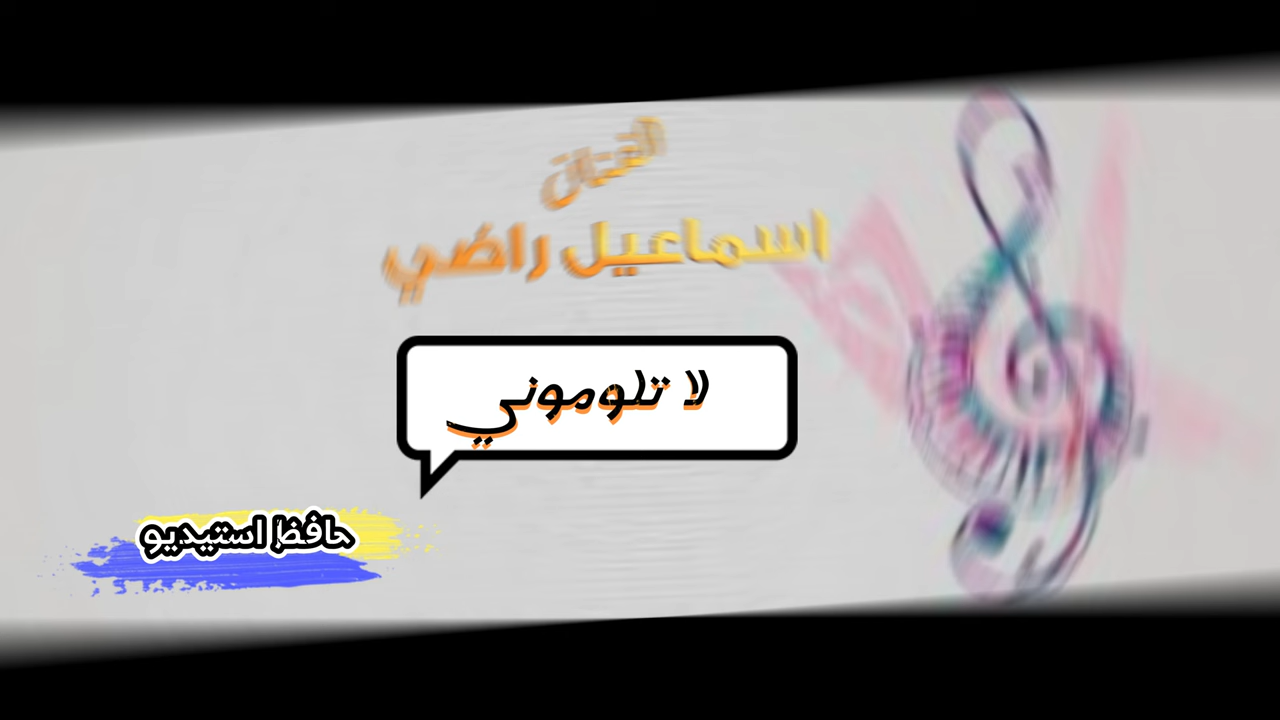 الفنان
اسماعيل راضي
لا تلوموني
حافظ استيديو